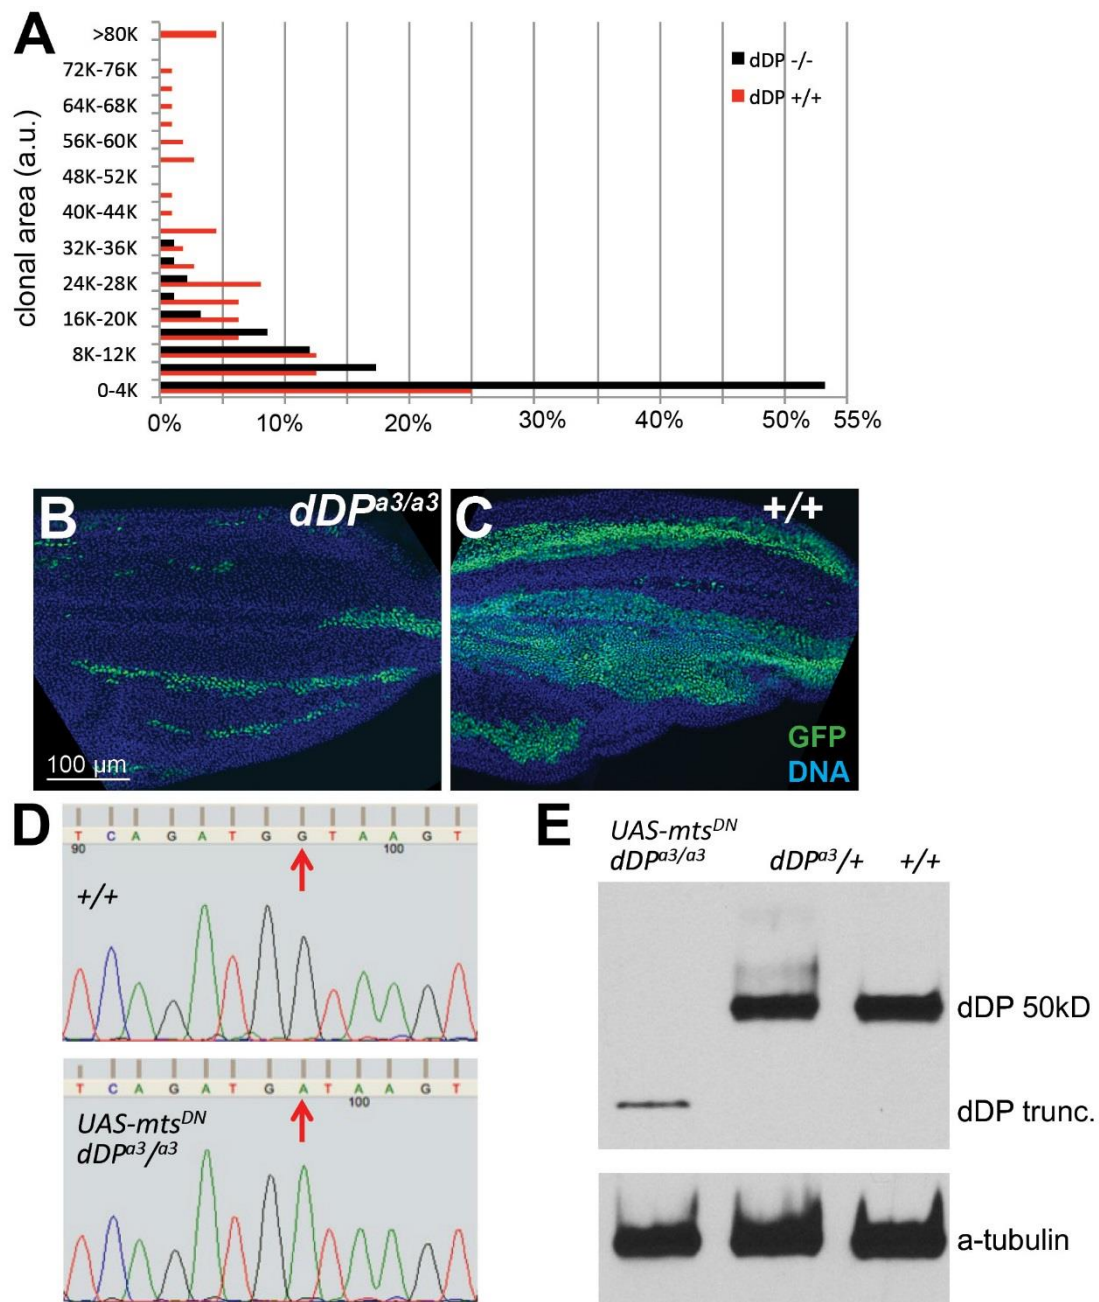 A
clonal area (a.u.)
>80K
72K-76K
64K-68K
56K-60K
48K-52K
40K-44K
32K-36K
24K-28K
16K-20K
8K-12K
0-4K
0% 10% 20% 30% 40% 50% 55%
dDP -/-
dDP +/+
B dDPa3/a3
100 µm
C +/+
GFP
DNA
D
T C A G A T G G T A A G T
90 100
+/+
T C A G A T G A T A A G T
100
UAS-mtsDN
dDPa3/a3
E
UAS-mtsDN
dDPa3/a3 dDPa3/+ +/+
dDP 50kD
dDP trunc.
a-tubulin